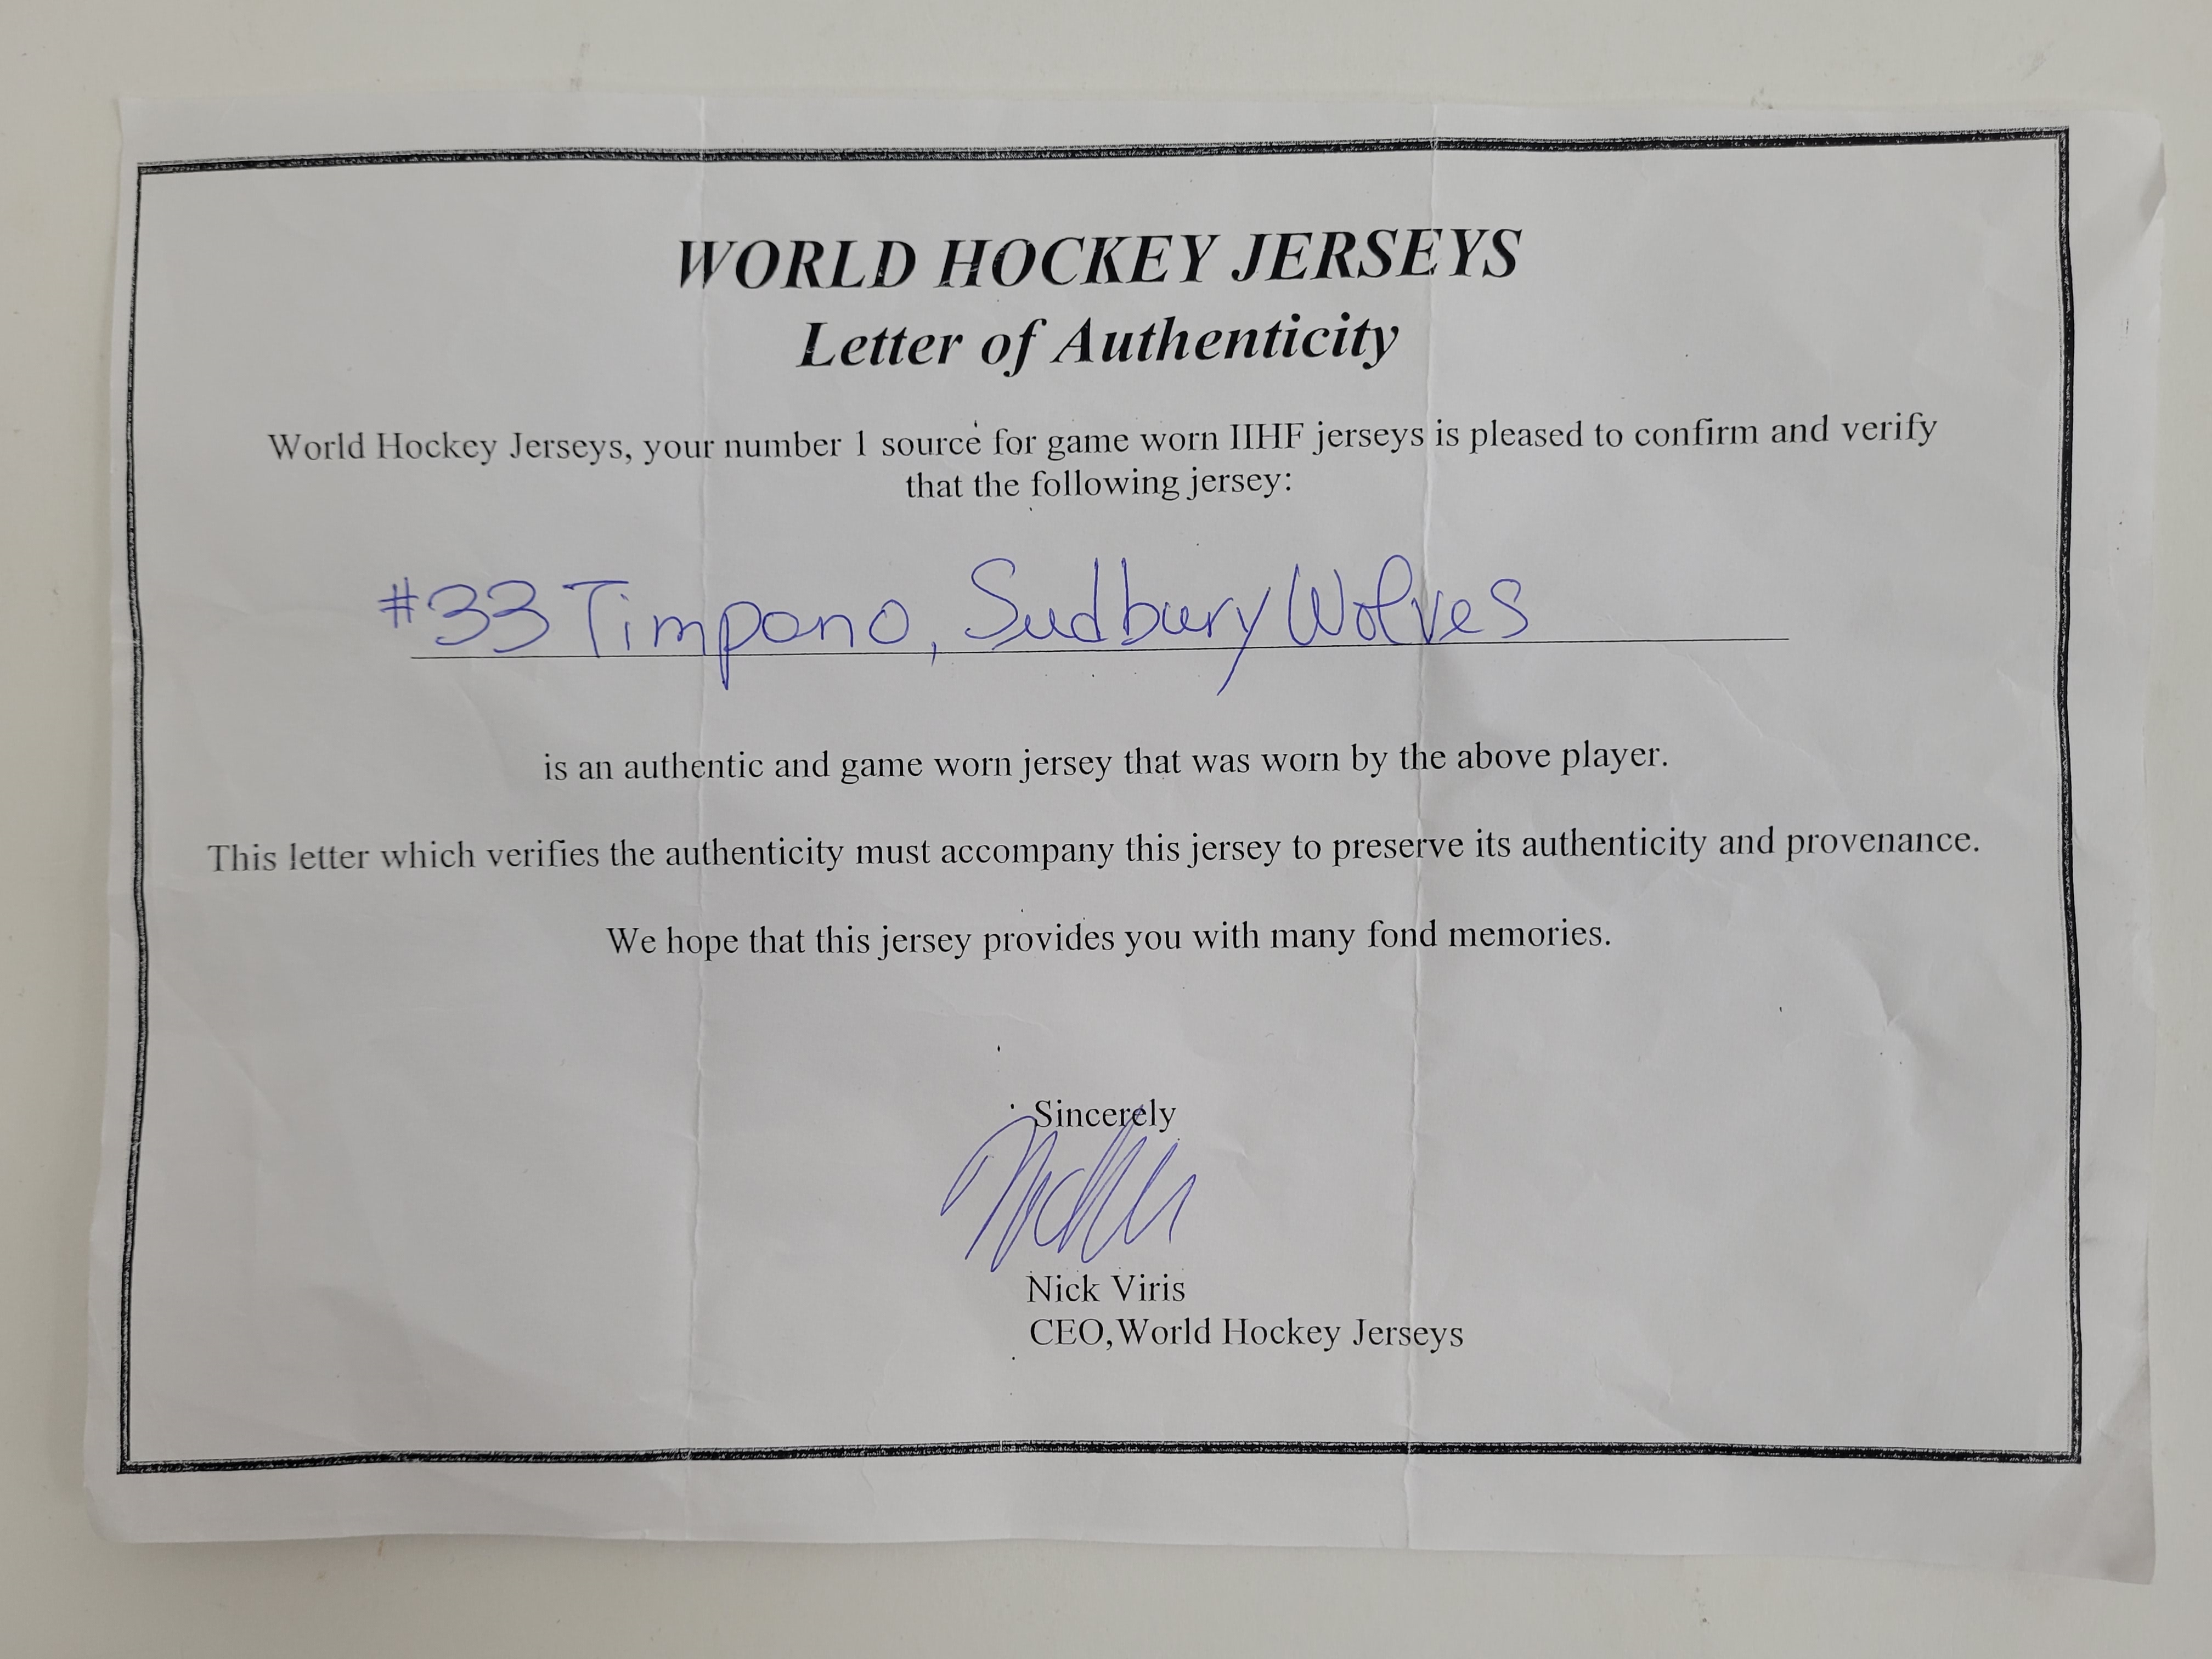 WORLD HOCKEY JERSEYS
Letter of Authenticity
World Hockey Jerseys, your number 1 source for game worn IIHF jerseys is pleased to confirm and verify
that the following jersey:
#33 Timpano, Sudbury Wolves
is an authentic and game worn jersey that was worn by the above player.
This letter which verifies the authenticity must accompany this jersey to preserve its authenticity and provenance.
We hope that this jersey provides you with many fond memories.
Sincerely
Nick Viris
CEO,World Hockey Jerseys